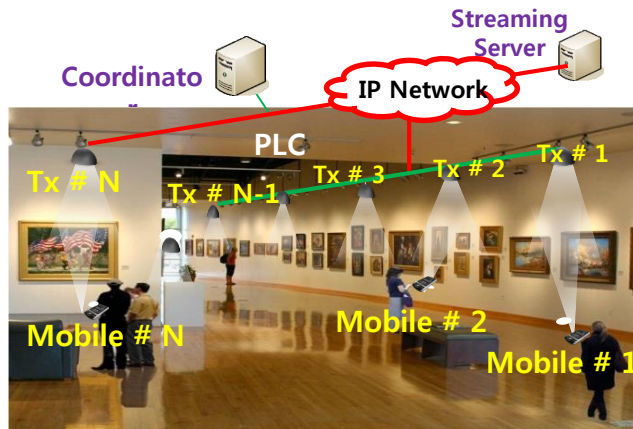 Streaming
Server
Coordinato
r
IP Network
PLC
Tx # 1
Tx # 2
Tx # 3
Tx # N-1
Tx # N
Mobile # N
Mobile # 2
Mobile # 1